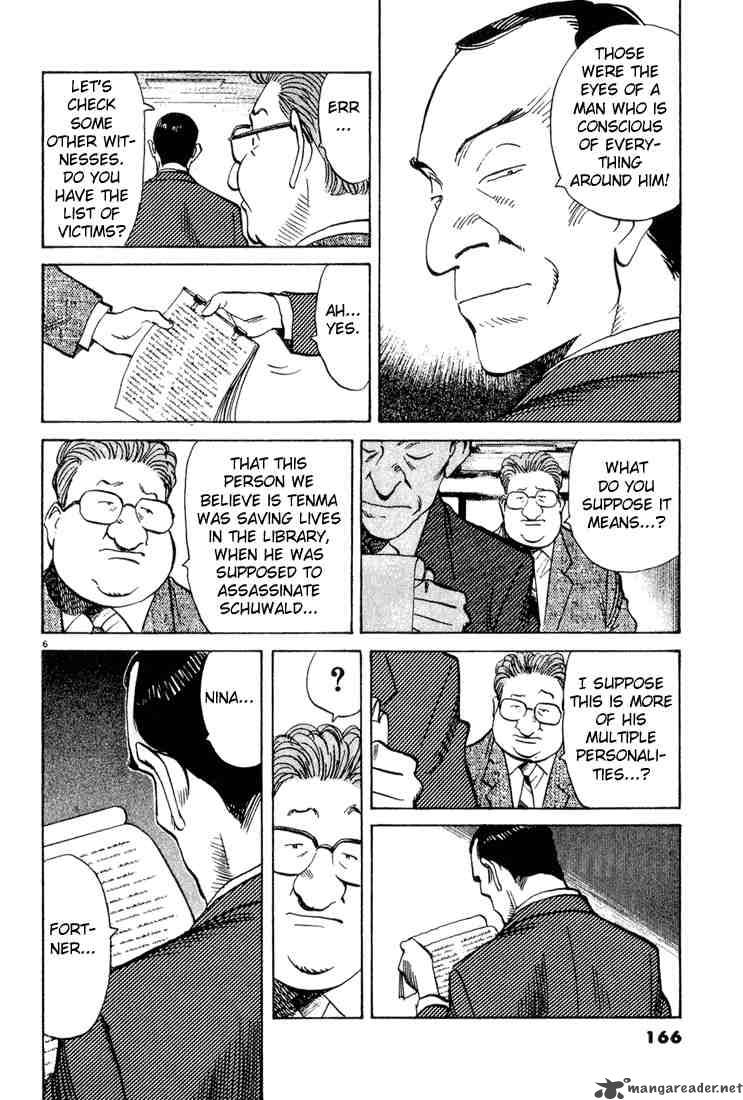 THOSE
WERE THE
EYES OF A
MAN WHO IS
CONSCIOUS
OF EVERY-
THING
AROUND HIM!
ERR
...
LET'S
CHECK
SOME
OTHER WIT-
NESSES.
DO YOU
HAVE THE
LIST OF
VICTIMS?
AH...
YES.
WHAT
DO YOU
SUPPOSE IT
MEANS...?
THAT THIS
PERSON WE
BELIEVE IS TENMA
WAS SAVING LIVES
IN THE LIBRARY,
WHEN HE WAS
SUPPOSED TO
ASSASSINATE
SCHUWALD...
6
I SUPPOSE
THIS IS MORE
OF HIS
MULTIPLE
PERSONALI-
TIES...?
?
NINA...
FORT-
NER...
166
mangareader.net